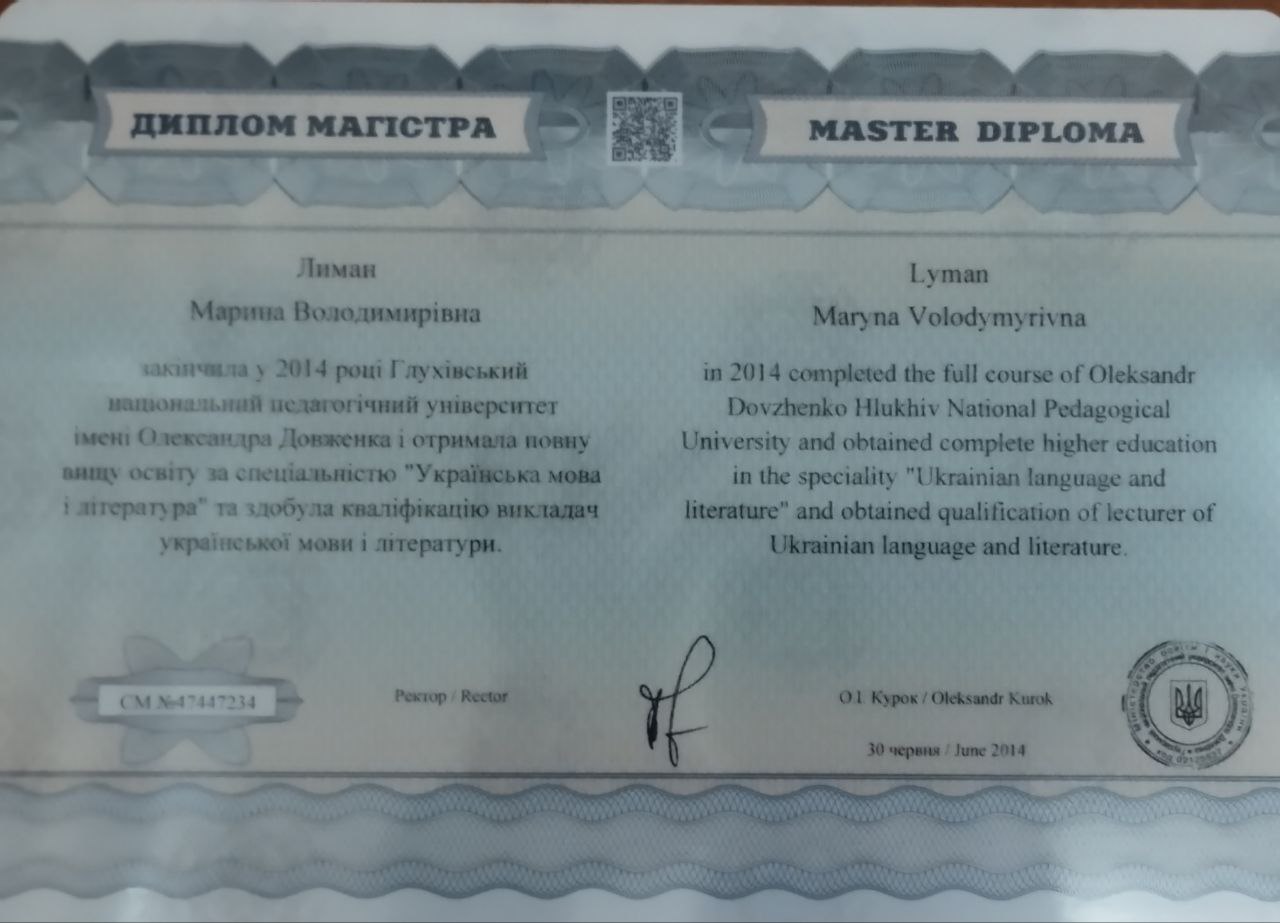 ДИПЛОМ МАГІСТРА
Лиман
Марина Володимирівна
закінчила у 2014 році Глухівський
національний педагогічний університет
імені Олександра Довженка і отримала повну
вищу освіту за спеціальністю "Українська мова
і література" та здобула кваліфікацію викладач
української мови і літератури.
MASTER DIPLOMA
Lyman
Maryna Volodymyrivna
in 2014 completed the full course of Oleksandr
Dovzhenko Hlukhiv National Pedagogical
University and obtained complete higher education
in the speciality "Ukrainian language and
literature" and obtained qualification of lecturer of
Ukrainian language and literature.
СМ №47447234
Ректор / Rector
О.І. Курок / Oleksandr Kurok
30 червня / June 2014
Міністерство освіти і науки України